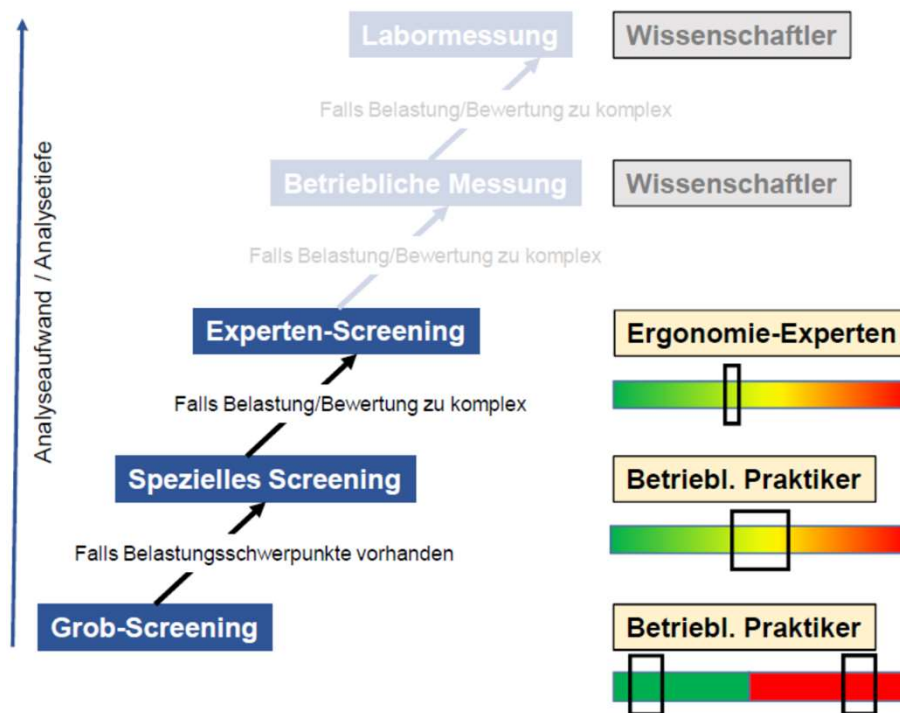 Labormessung
Wissenschaftler
Falls Belastung/Bewertung zu komplex
Betriebliche Messung
Wissenschaftler
Falls Belastung/Bewertung zu komplex
Experten-Screening
Ergonomie-Experten
Falls Belastung/Bewertung zu komplex
Spezielles Screening
Betriebl. Praktiker
Falls Belastungsschwerpunkte vorhanden
Grob-Screening
Betriebl. Praktiker
Analyseaufwand / Analysetiefe